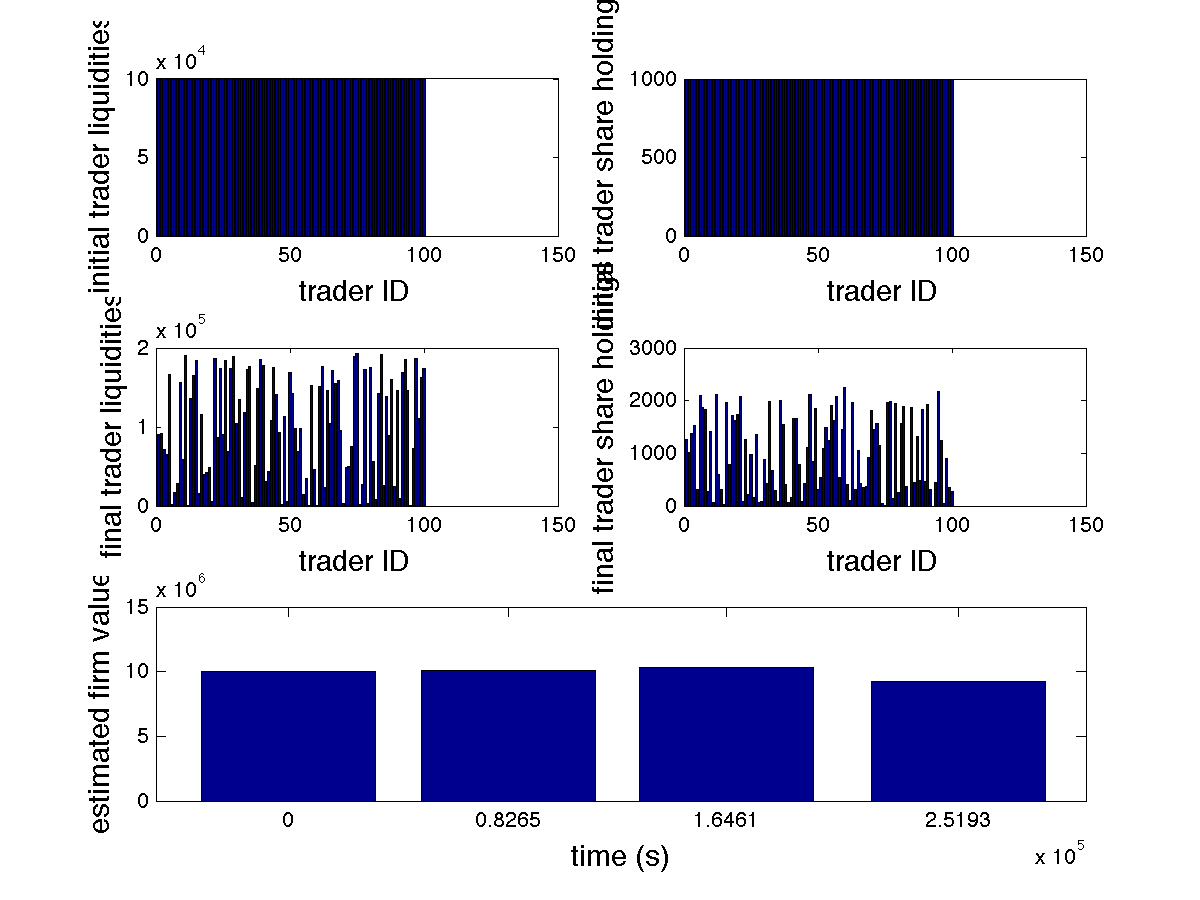 initial trader liquidities
x 10^4
10
5
0
0 50 100 150
trader ID
trader share holding
1000
500
0
0 50 100 150
trader ID
final trader liquidities
x 10^5
2
1
0
0 50 100 150
trader ID
final trader share holdings
3000
2000
1000
0
0 50 100 150
trader ID
estimated firm value
x 10^6
15
10
5
0
0 0.8265 1.6461 2.5193
time (s)
x 10^5